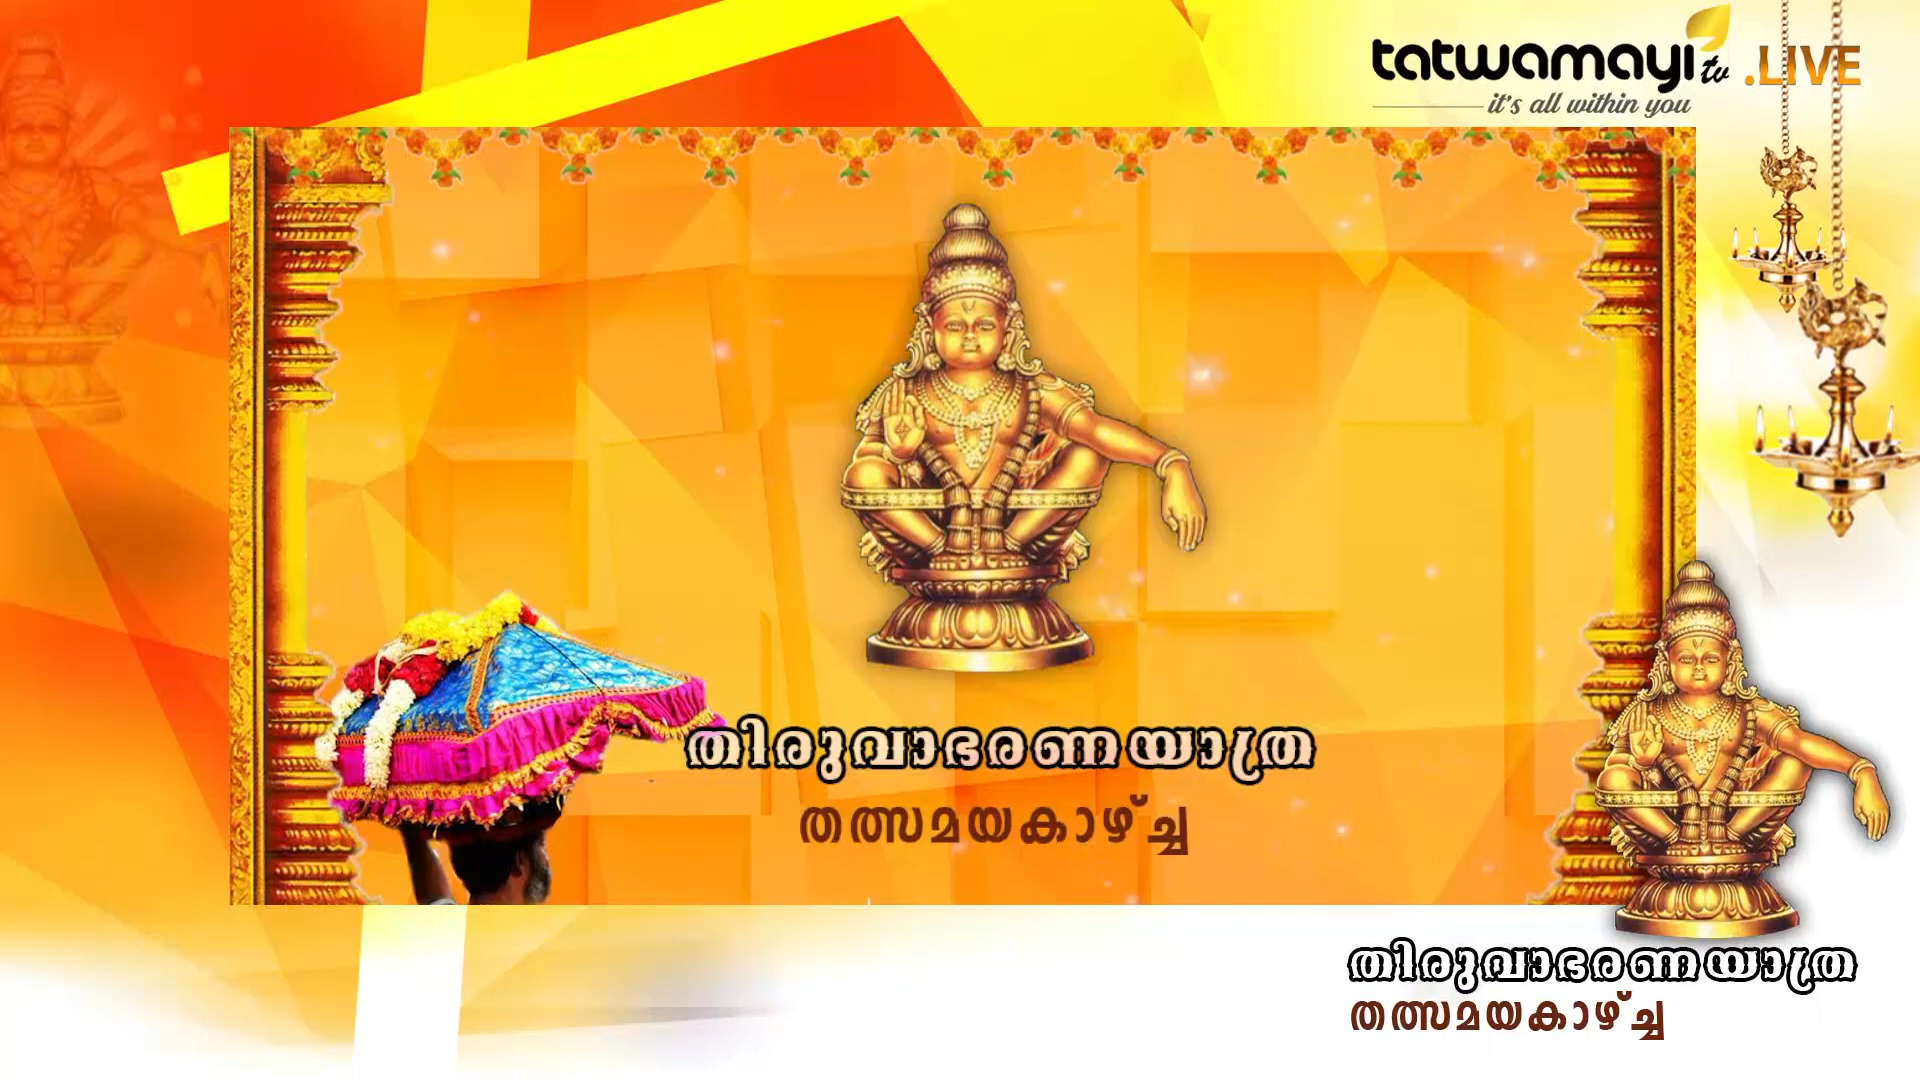 tatwamayi tv .LIVE
it's all within you
തിരുവാഭരണയാത്ര
തത്സമയകാഴ്ച്ച
തിരുവാഭരണയാത്ര
തത്സമയകാഴ്ച്ച